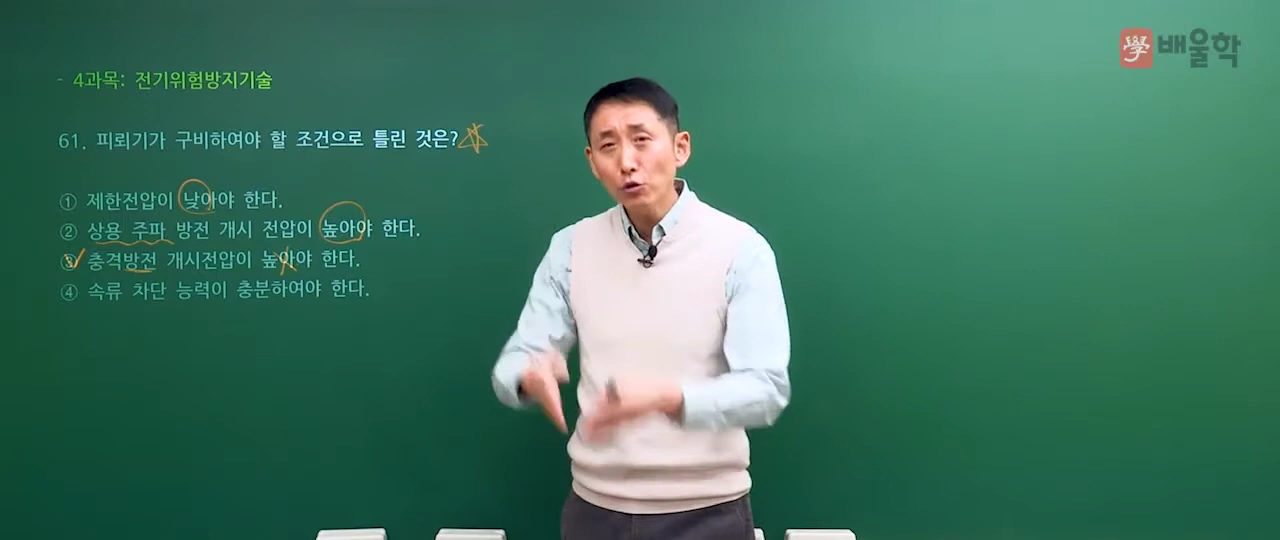 學 배울학
- 4과목: 전기위험방지기술
61. 피뢰기가 구비하여야 할 조건으로 틀린 것은?
① 제한전압이 낮아야 한다.
② 상용 주파 방전 개시 전압이 높아야 한다.
③ 충격방전 개시전압이 높아야 한다.
④ 속류 차단 능력이 충분하여야 한다.